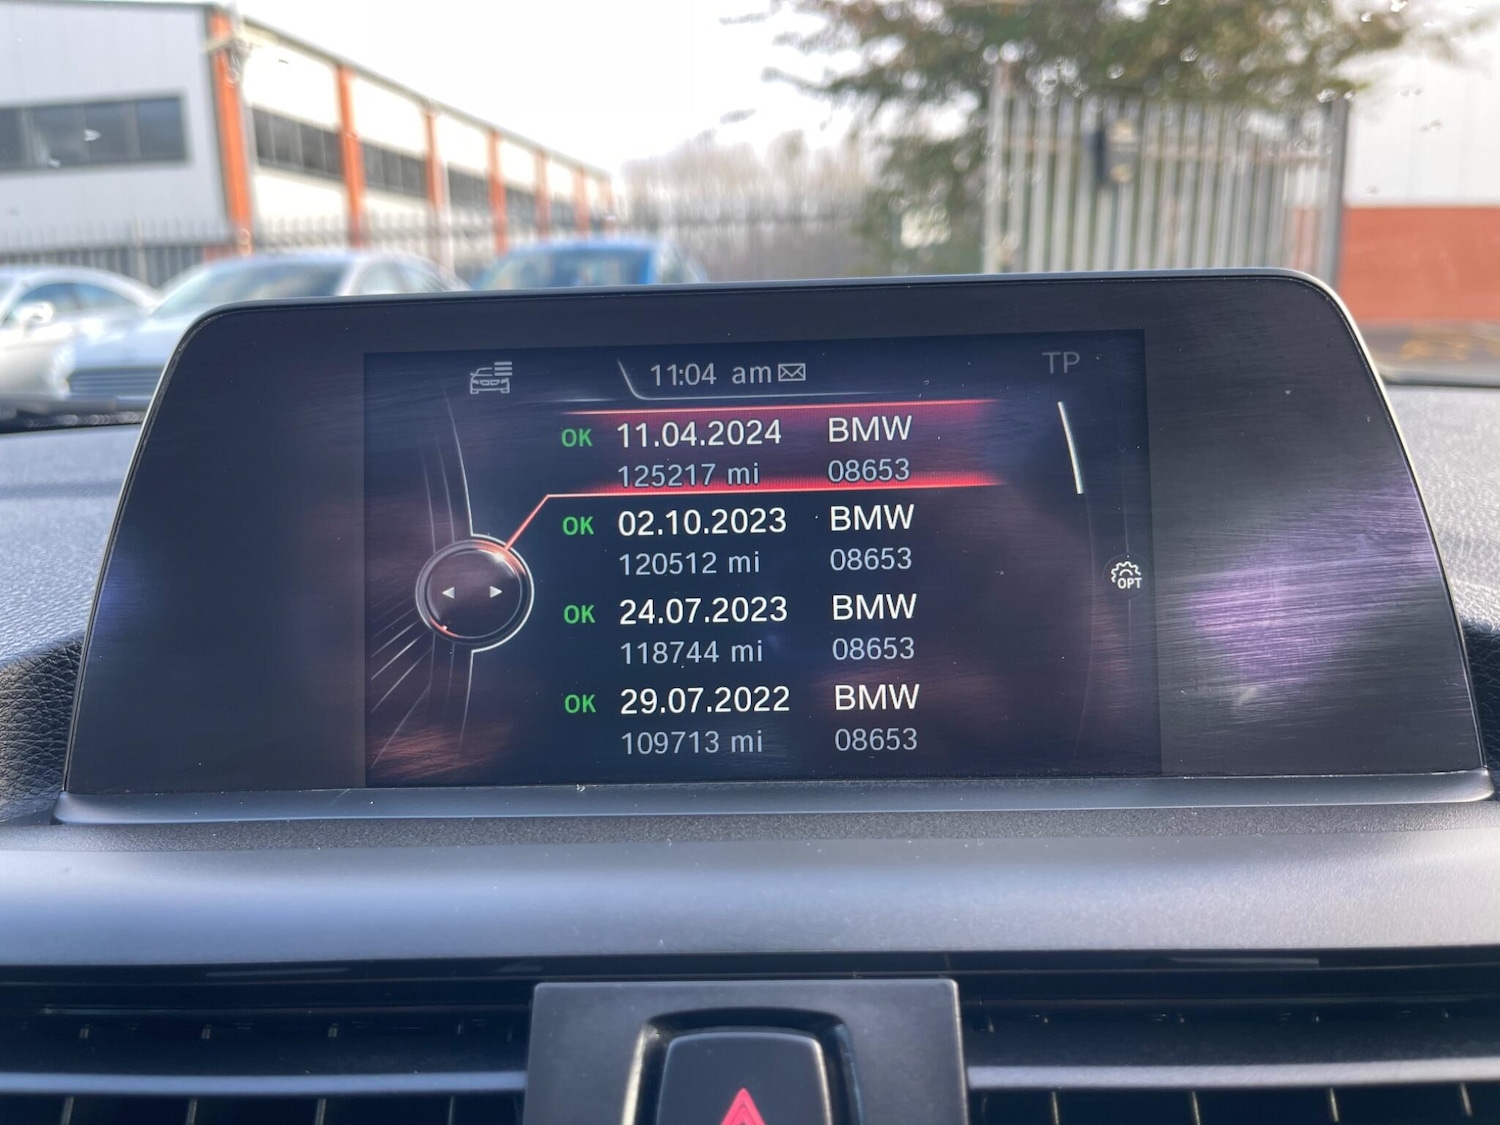 11:04 am TP
OK 11.04.2024 BMW
125217 mi 08653
OK 02.10.2023 BMW
120512 mi 08653
OPT
OK 24.07.2023 BMW
118744 mi 08653
OK 29.07.2022 BMW
109713 mi 08653